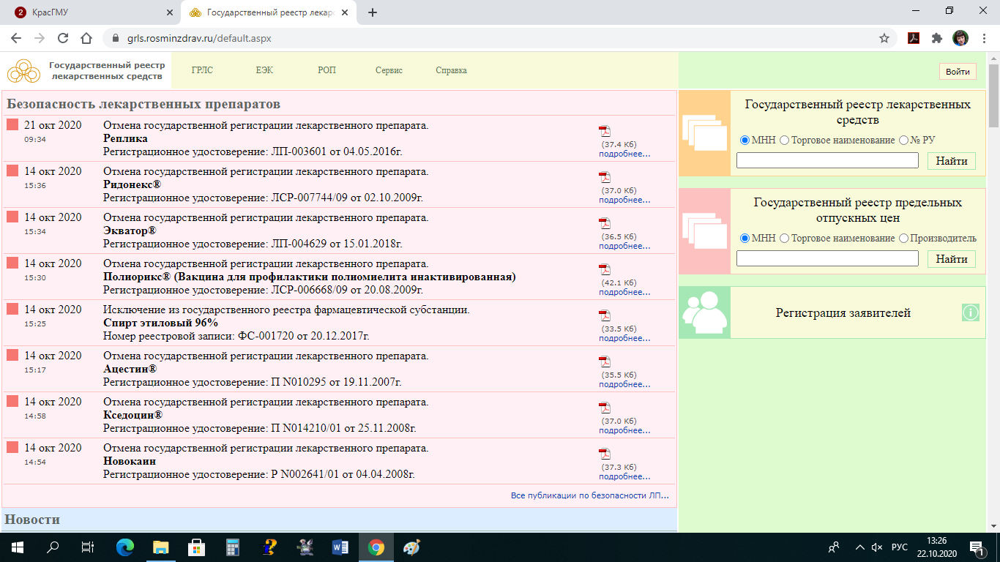 2 КрасГМУ
Государственный реестр лекарс
grls.rosminzdrav.ru/default.aspx
Государственный реестр
лекарственных средств
ГРЛС ЕЭК РОП Сервис Справка
Войти
Безопасность лекарственных препаратов
21 окт 2020
09:34
Отмена государственной регистрации лекарственного препарата.
Реплика
Регистрационное удостоверение: ЛП-003601 от 04.05.2016г.
(37.4 Кб)
подробнее...
14 окт 2020
15:36
Отмена государственной регистрации лекарственного препарата.
Ридонекс®
Регистрационное удостоверение: ЛСР-007744/09 от 02.10.2009г.
(37.0 Кб)
подробнее...
14 окт 2020
15:34
Отмена государственной регистрации лекарственного препарата.
Экватор®
Регистрационное удостоверение: ЛП-004629 от 15.01.2018г.
(36.5 Кб)
подробнее...
14 окт 2020
15:30
Отмена государственной регистрации лекарственного препарата.
Полиорикс® (Вакцина для профилактики полиомиелита инактивированная)
Регистрационное удостоверение: ЛСР-006668/09 от 20.08.2009г.
(42.1 Кб)
подробнее...
14 окт 2020
15:25
Исключение из государственного реестра фармацевтической субстанции.
Спирт этиловый 96%
Номер реестровой записи: ФС-001720 от 20.12.2017г.
(33.5 Кб)
подробнее...
14 окт 2020
15:17
Отмена государственной регистрации лекарственного препарата.
Ацестин®
Регистрационное удостоверение: П N010295 от 19.11.2007г.
(35.5 Кб)
подробнее...
14 окт 2020
14:58
Отмена государственной регистрации лекарственного препарата.
Кседоцин®
Регистрационное удостоверение: П N014210/01 от 25.11.2008г.
(37.0 Кб)
подробнее...
14 окт 2020
14:54
Отмена государственной регистрации лекарственного препарата.
Новокаин
Регистрационное удостоверение: Р N002641/01 от 04.04.2008г.
(37.3 Кб)
подробнее...
Все публикации по безопасности ЛП...
Новости
Государственный реестр лекарственных
средств
МНН Торговое наименование № РУ
Найти
Государственный реестр предельных
отпускных цен
МНН Торговое наименование Производитель
Найти
Регистрация заявителей
РУС
13:26
22.10.2020
1